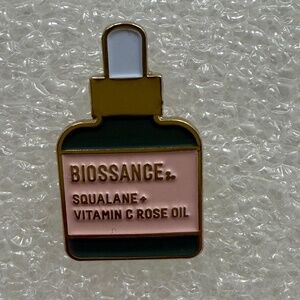 BIOSSANCE
SQUALANE +
VITAMIN C ROSE OIL